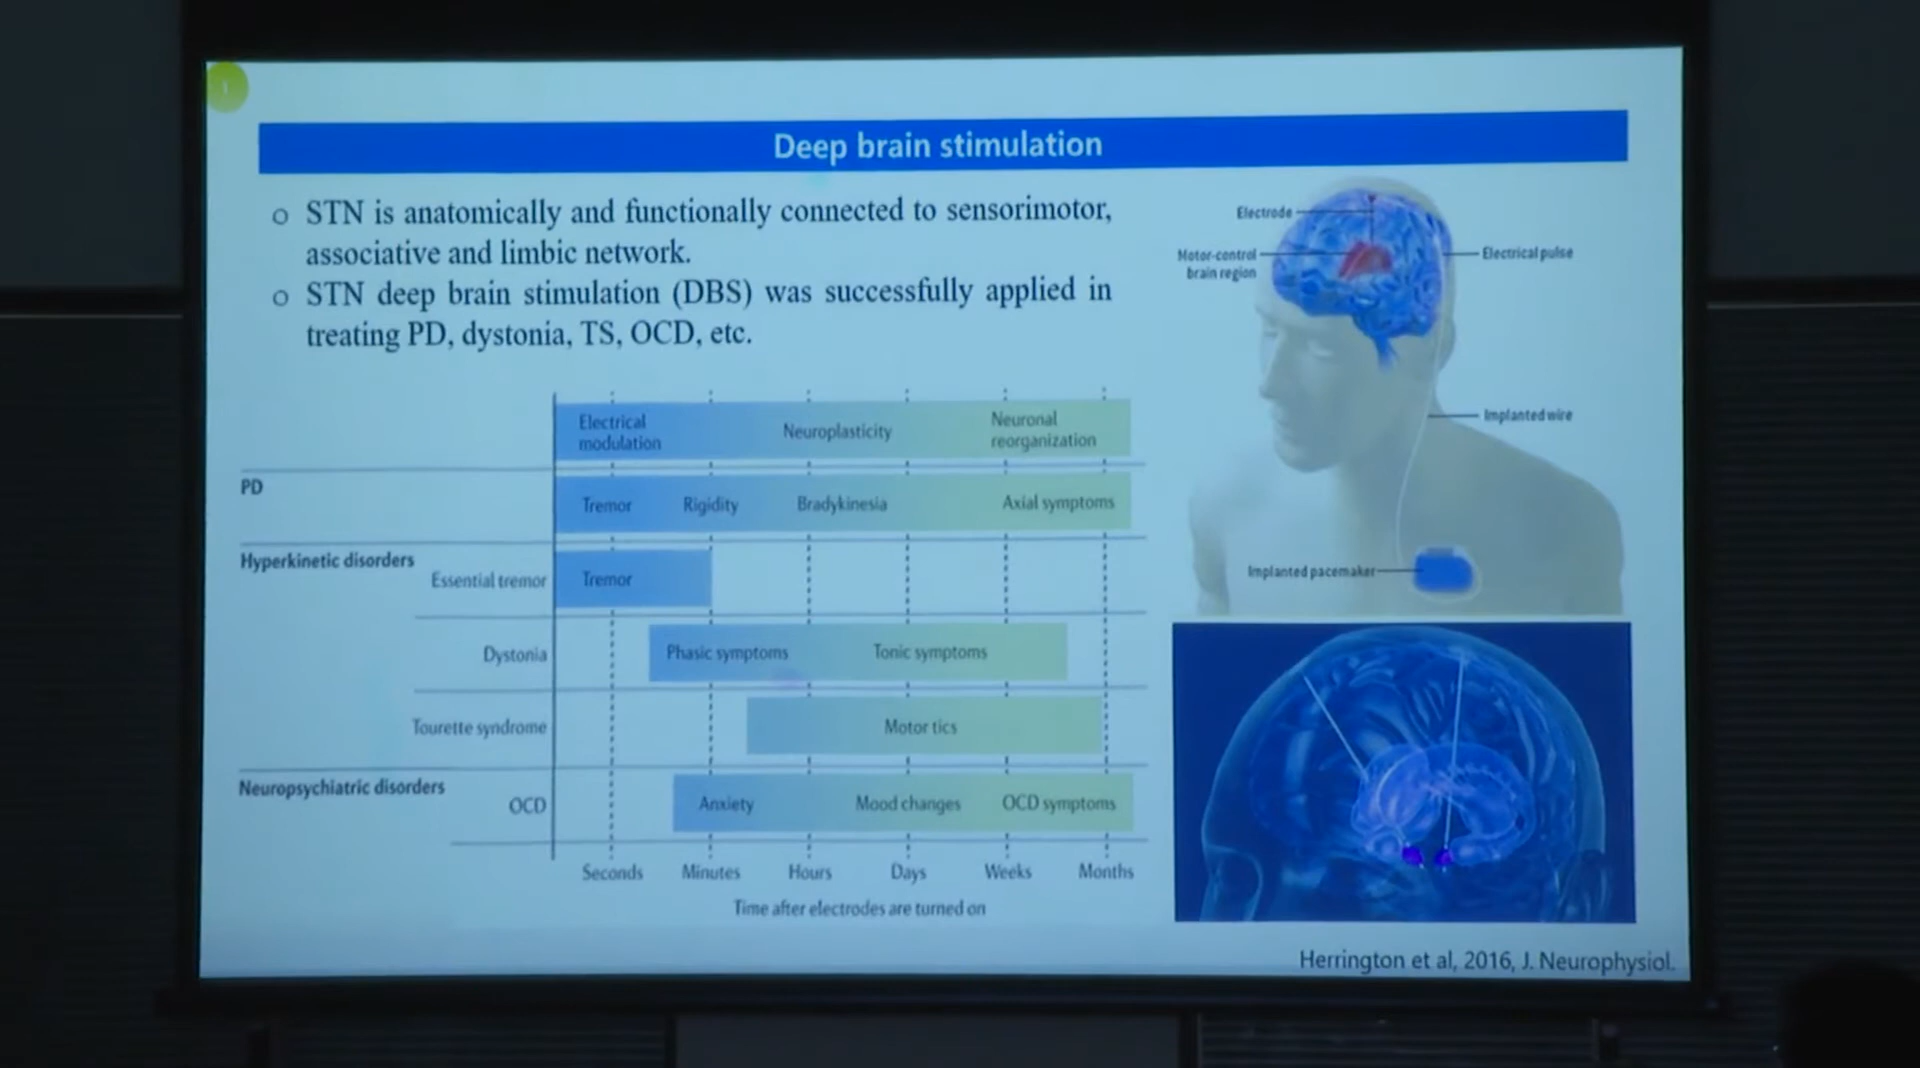 1
Deep brain stimulation
o STN is anatomically and functionally connected to sensorimotor,
associative and limbic network.
o STN deep brain stimulation (DBS) was successfully applied in
treating PD, dystonia, TS, OCD, etc.
Electrical
modulation
Neuroplasticity
Neuronal
reorganization
PD
Tremor
Rigidity
Bradykinesia
Axial symptoms
Hyperkinetic disorders
Essential tremor
Tremor
Dystonia
Phasic symptoms
Tonic symptoms
Tourette syndrome
Motor tics
Neuropsychiatric disorders
OCD
Anxiety
Mood changes
OCD symptoms
Seconds
Minutes
Hours
Days
Weeks
Months
Time after electrodes are turned on
Electrode
Motor-control
brain region
Electrical pulse
Implanted wire
Implanted pacemaker
Herrington et al, 2016, J. Neurophysiol.